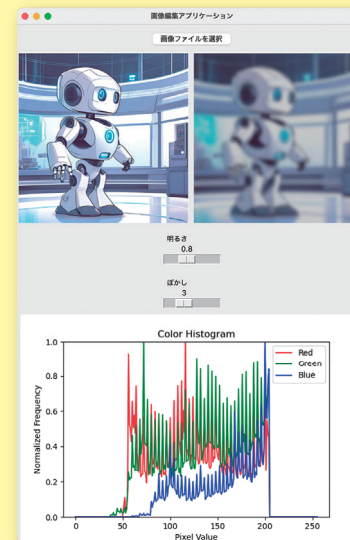 画像編集アプリケーション
画像ファイルを選択
明るさ
0.8
ぼかし
3
Color Histogram
1.0
0.8
0.6
0.4
0.2
0.0
Normalized Frequency
Red
Green
Blue
0 50 100 150 200 250
Pixel Value